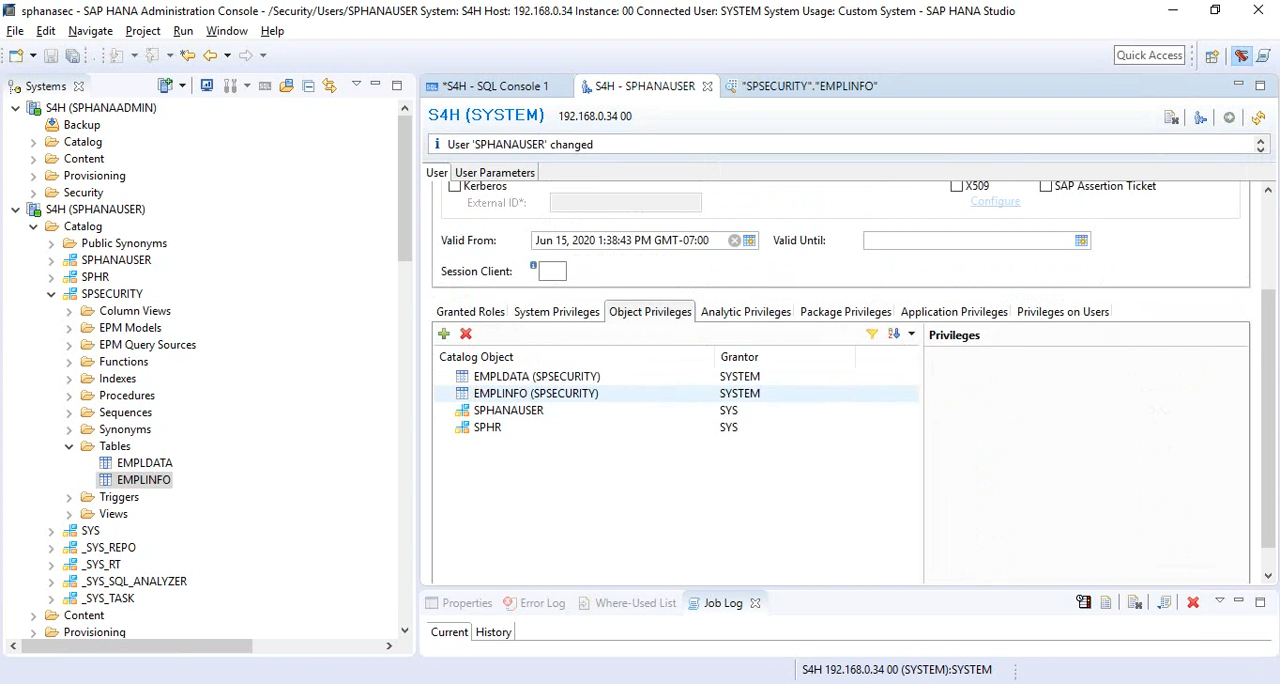 sphanasec - SAP HANA Administration Console - /Security/Users/SPHANAUSER System: S4H Host: 192.168.0.34 Instance: 00 Connected User: SYSTEM System Usage: Custom System - SAP HANA Studio
File Edit Navigate Project Run Window Help
Quick Access
Systems
S4H (SPHANAADMIN)
Backup
Catalog
Content
Provisioning
Security
S4H (SPHANAUSER)
Catalog
Public Synonyms
SPHANAUSER
SPHR
SPSECURITY
Column Views
EPM Models
EPM Query Sources
Functions
Indexes
Procedures
Sequences
Synonyms
Tables
EMPLDATA
EMPLINFO
Triggers
Views
SYS
_SYS_REPO
_SYS_RT
_SYS_SQL_ANALYZER
_SYS_TASK
Content
Provisioning
*S4H - SQL Console 1
S4H - SPHANAUSER
"SPSECURITY"."EMPLINFO"
S4H (SYSTEM) 192.168.0.34 00
User 'SPHANAUSER' changed
User User Parameters
Kerberos
X509
SAP Assertion Ticket
External ID*:
Configure
Valid From: Jun 15, 2020 1:38:43 PM GMT-07:00 Valid Until:
Session Client:
Granted Roles System Privileges Object Privileges Analytic Privileges Package Privileges Application Privileges Privileges on Users
Privileges
Catalog Object Grantor
EMPLDATA (SPSECURITY) SYSTEM
EMPLINFO (SPSECURITY) SYSTEM
SPHANAUSER SYS
SPHR SYS
Properties Error Log Where-Used List Job Log
Current History
S4H 192.168.0.34 00 (SYSTEM):SYSTEM